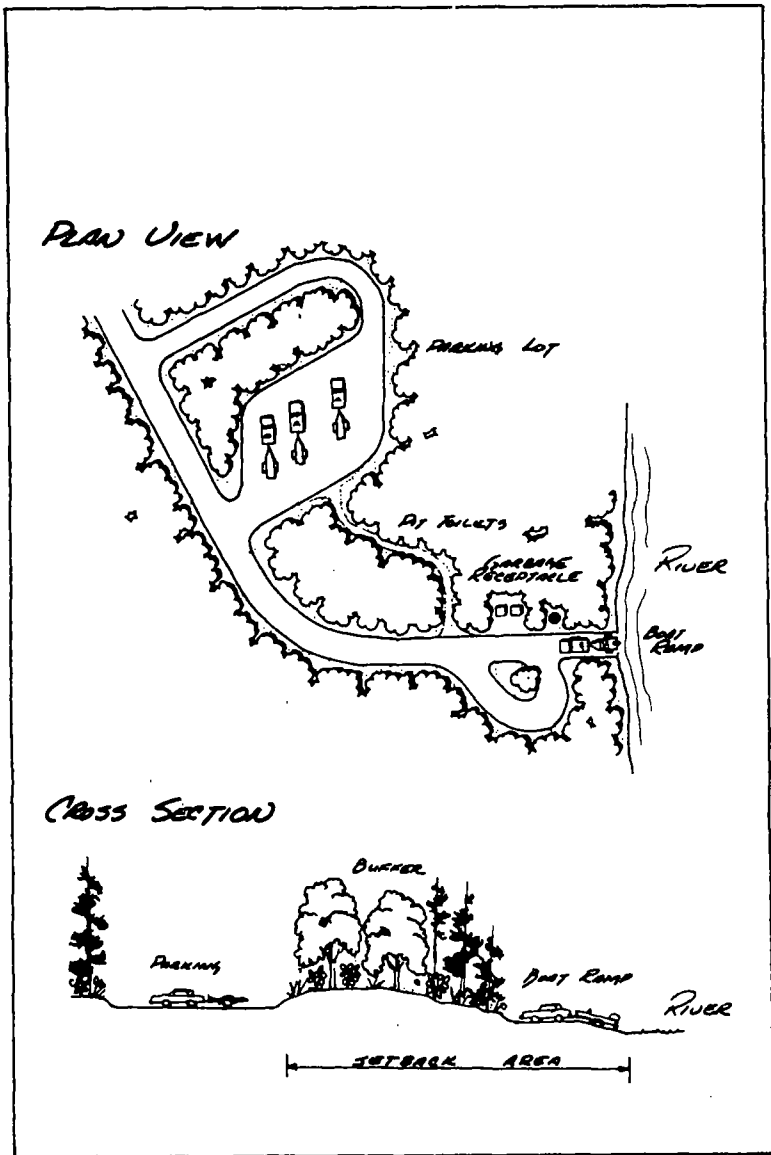 PLAN VIEW
PARKING LOT
PIT TOILETS
GARBAGE
RECEPTACLE
RIVER
BOAT
RAMP
CROSS SECTION
BUFFER
PARKING
BOAT RAMP
RIVER
SETBACK AREA